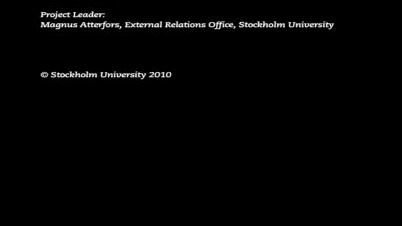 Project Leader:
Magnus Atterfors, External Relations Office, Stockholm University
© Stockholm University 2010